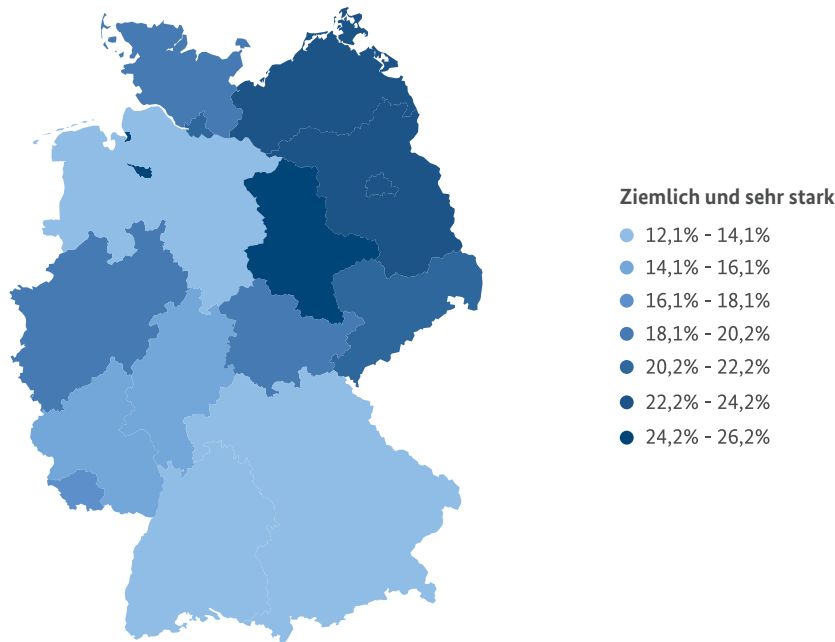 Ziemlich und sehr stark
12,1% - 14,1%
14,1% - 16,1%
16,1% - 18,1%
18,1% - 20,2%
20,2% - 22,2%
22,2% - 24,2%
24,2% - 26,2%